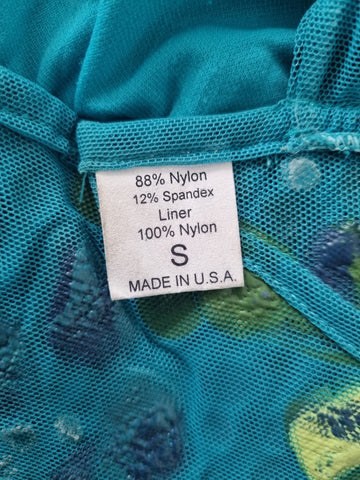 88% Nylon
12% Spandex
Liner
100% Nylon
S
MADE IN U.S.A.